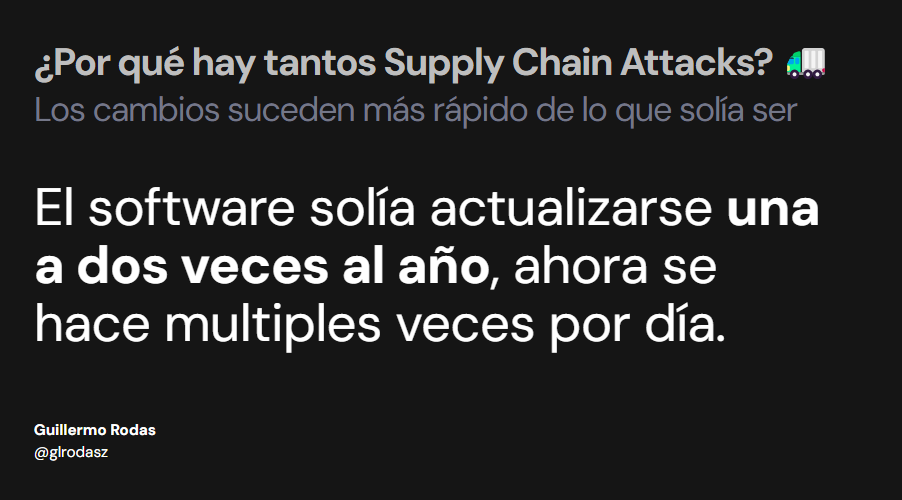 ¿Por qué hay tantos Supply Chain Attacks? 🚛
Los cambios suceden más rápido de lo que solía ser
El software solía actualizarse una
a dos veces al año, ahora se
hace multiples veces por día.
Guillermo Rodas
@glrodasz